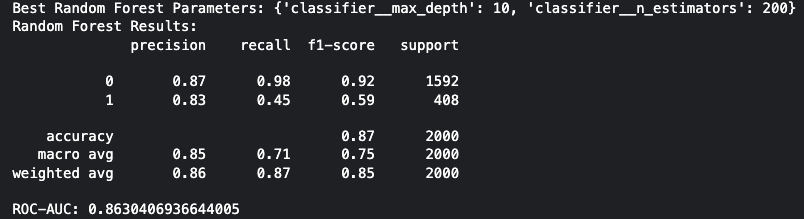 Best Random Forest Parameters: {'classifier__max_depth': 10, 'classifier__n_estimators': 200}
Random Forest Results:
              precision    recall  f1-score   support

           0       0.87      0.98      0.92      1592
           1       0.83      0.45      0.59       408

    accuracy                           0.87      2000
   macro avg       0.85      0.71      0.75      2000
weighted avg       0.86      0.87      0.85      2000

ROC-AUC: 0.8630406936644005